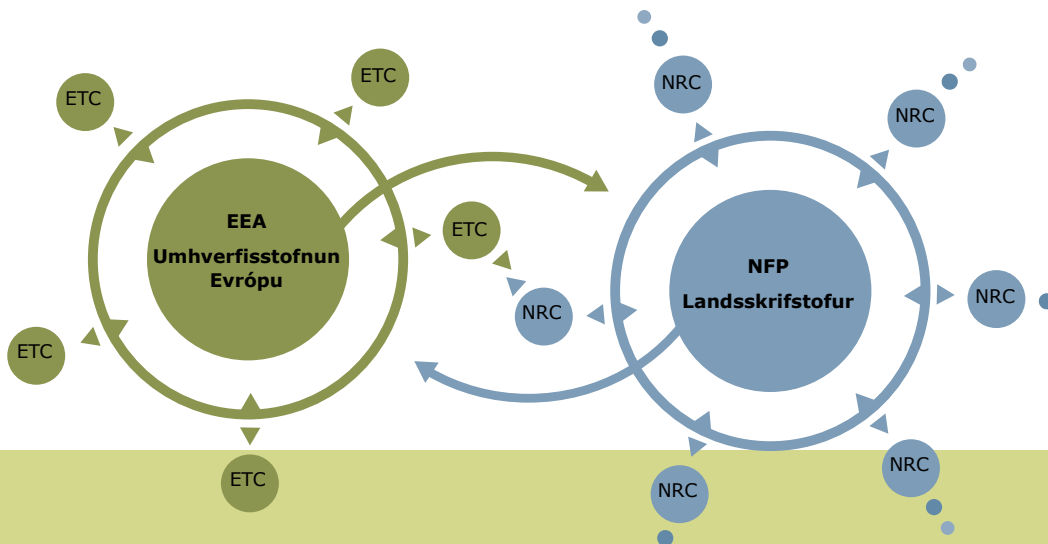 ETC
ETC
EEA
Umhverfisstofnun
Evrópu
ETC
ETC
ETC
NRC
NRC
NRC
NFP
Landsskrifstofur
NRC
NRC
NRC